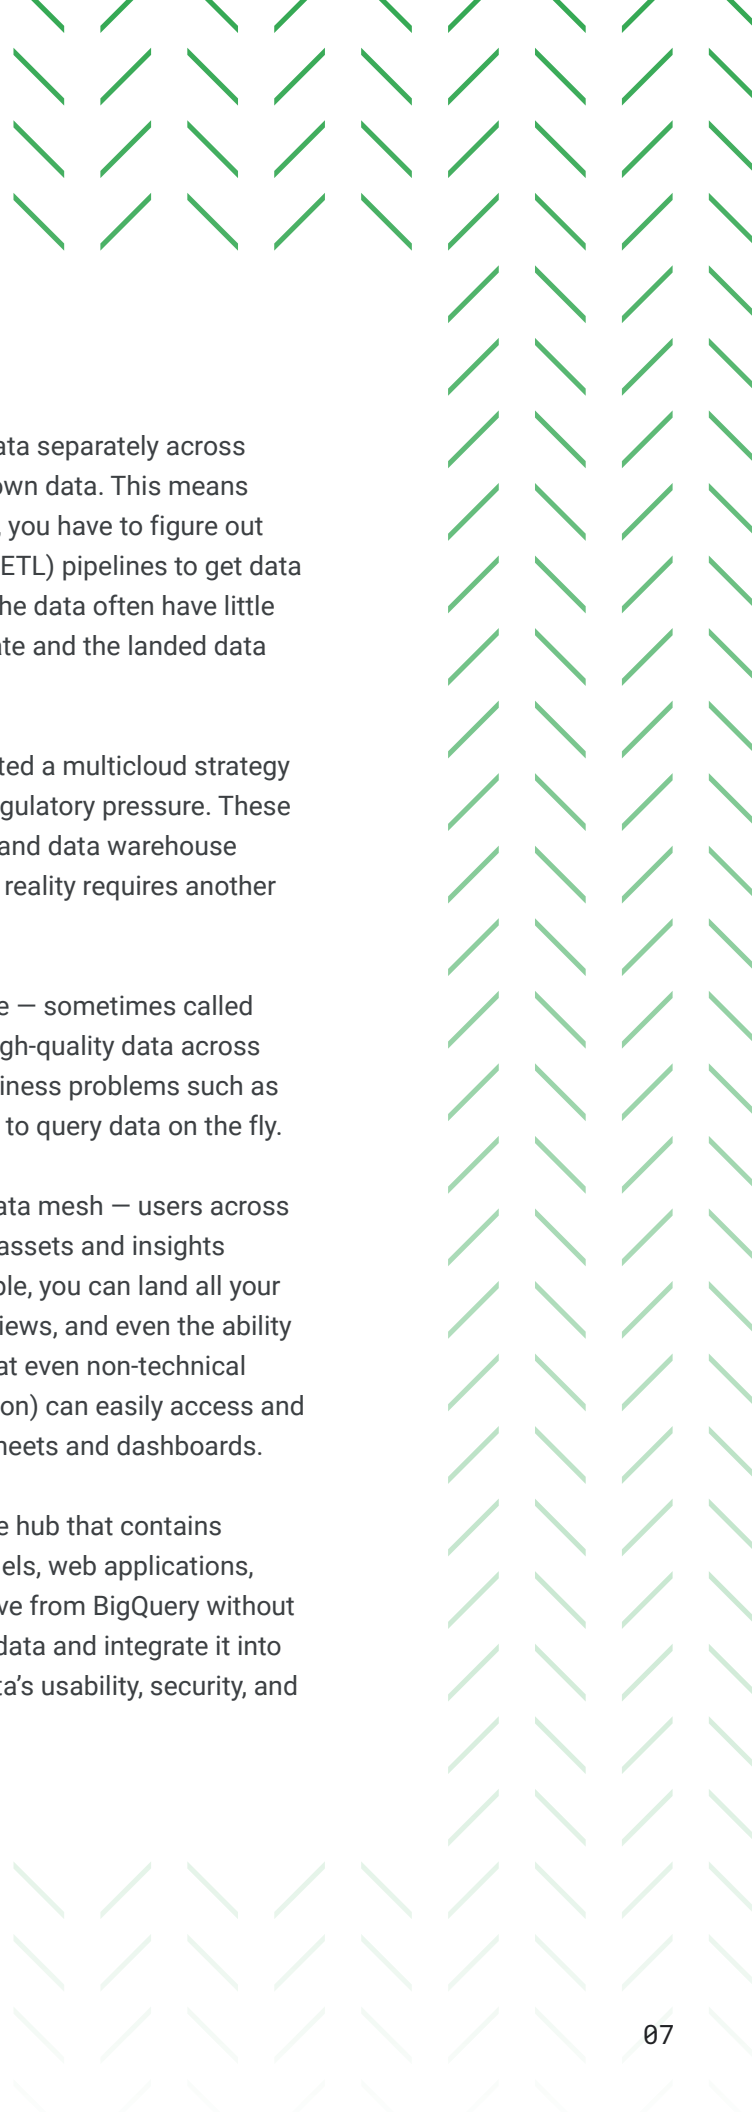 ata separately across
own data. This means
, you have to figure out
ETL) pipelines to get data
he data often have little
ate and the landed data
ted a multicloud strategy
gulatory pressure. These
and data warehouse
reality requires another
e — sometimes called
gh-quality data across
iness problems such as
to query data on the fly.
ata mesh — users across
assets and insights
ple, you can land all your
iews, and even the ability
at even non-technical
on) can easily access and
heets and dashboards.
e hub that contains
els, web applications,
ve from BigQuery without
data and integrate it into
ta’s usability, security, and
07